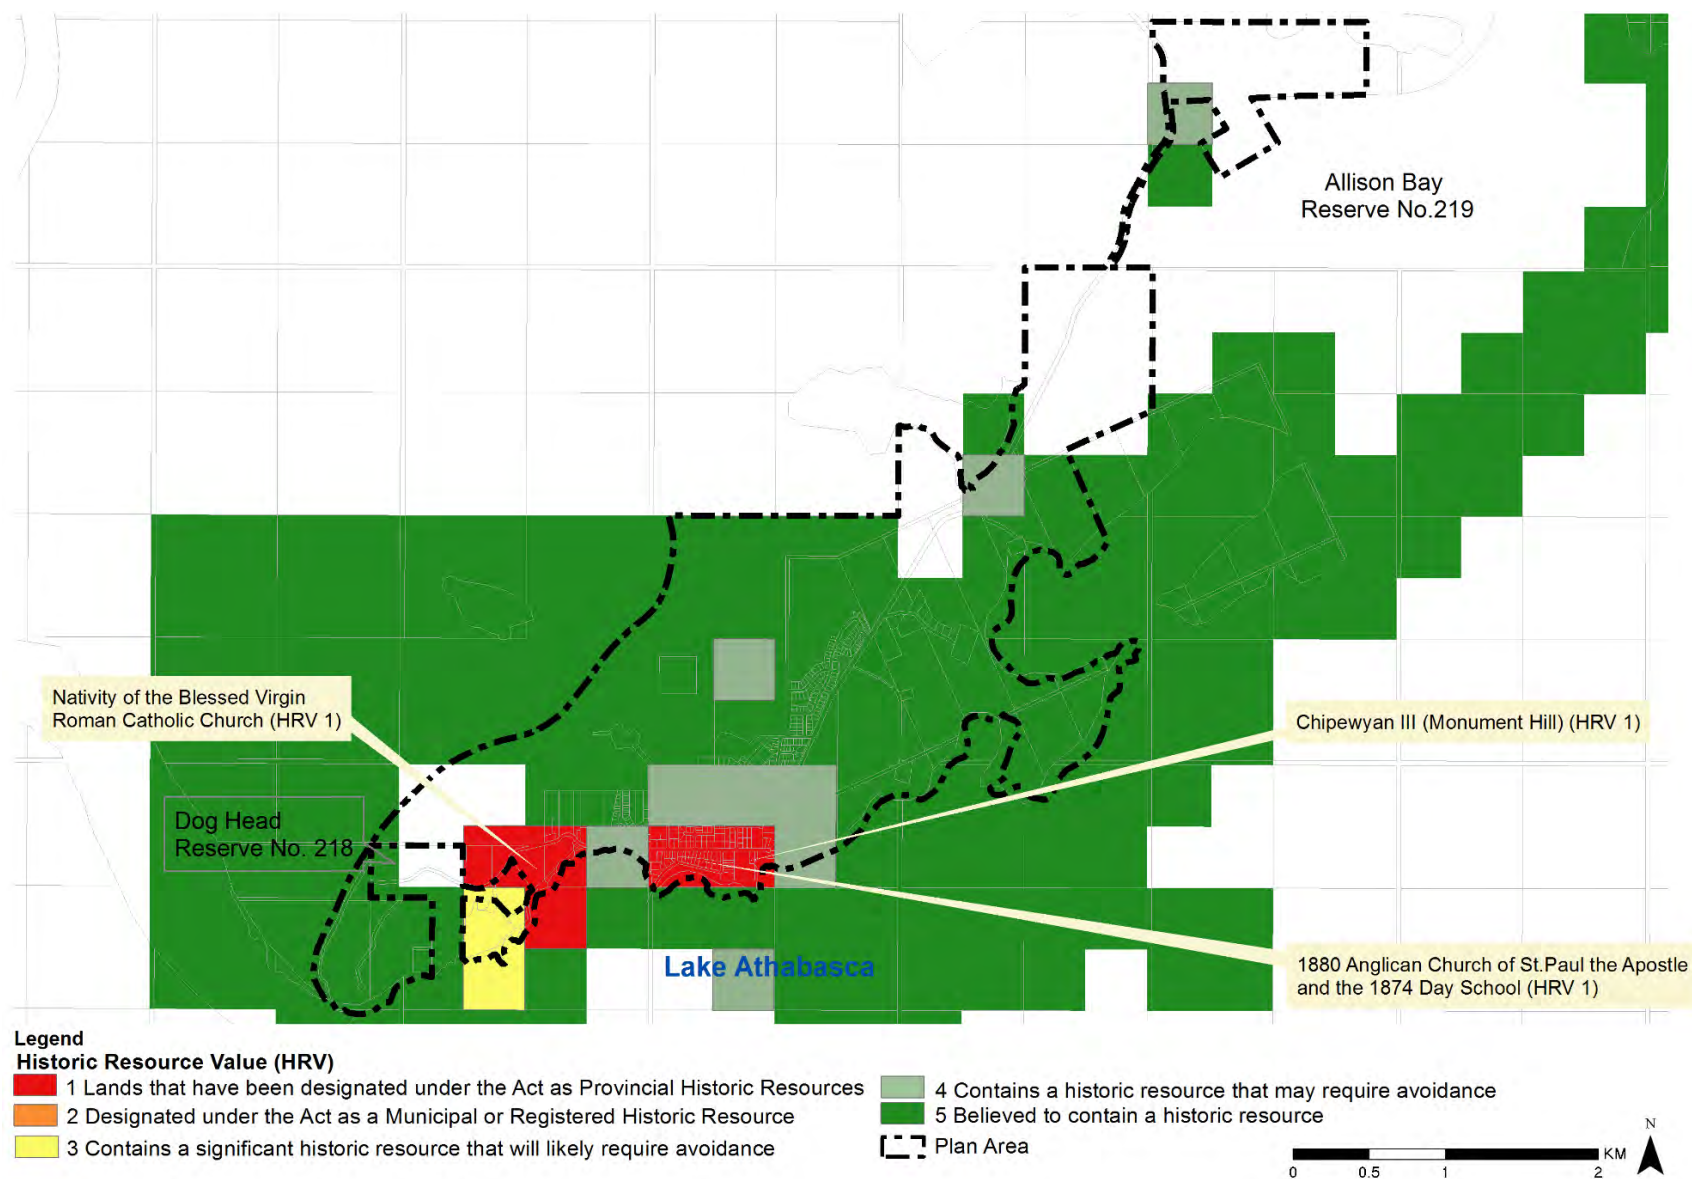 Allison Bay
Reserve No.219
Nativity of the Blessed Virgin
Roman Catholic Church (HRV 1)
Chipewyan III (Monument Hill) (HRV 1)
Dog Head
Reserve No. 218
Lake Athabasca
1880 Anglican Church of St.Paul the Apostle
and the 1874 Day School (HRV 1)
Legend
Historic Resource Value (HRV)
1 Lands that have been designated under the Act as Provincial Historic Resources
2 Designated under the Act as a Municipal or Registered Historic Resource
3 Contains a significant historic resource that will likely require avoidance
4 Contains a historic resource that may require avoidance
5 Believed to contain a historic resource
Plan Area
N
KM
0 0.5 1 2